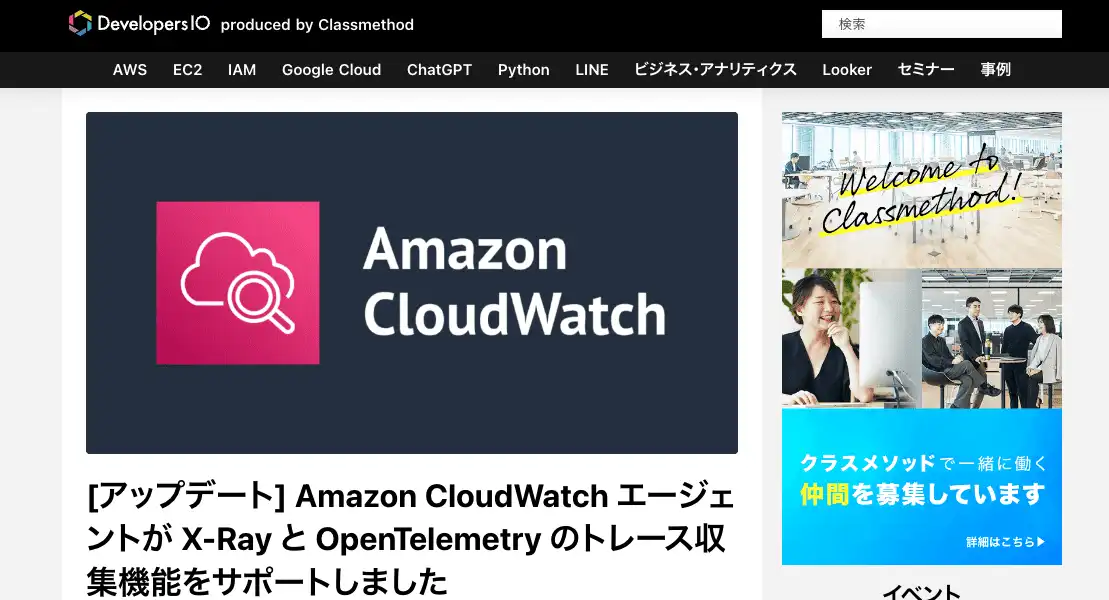 DevelopersIO produced by Classmethod
検索
AWS EC2 IAM Google Cloud ChatGPT Python LINE ビジネス・アナリティクス Looker セミナー 事例
Amazon
CloudWatch
[アップデート] Amazon CloudWatch エージェ
ントが X-Ray と OpenTelemetry のトレース収
集機能をサポートしました
Welcome to
Classmethod!
クラスメソッドで一緒に働く
仲間を募集しています
詳細はこちら▶
イベント